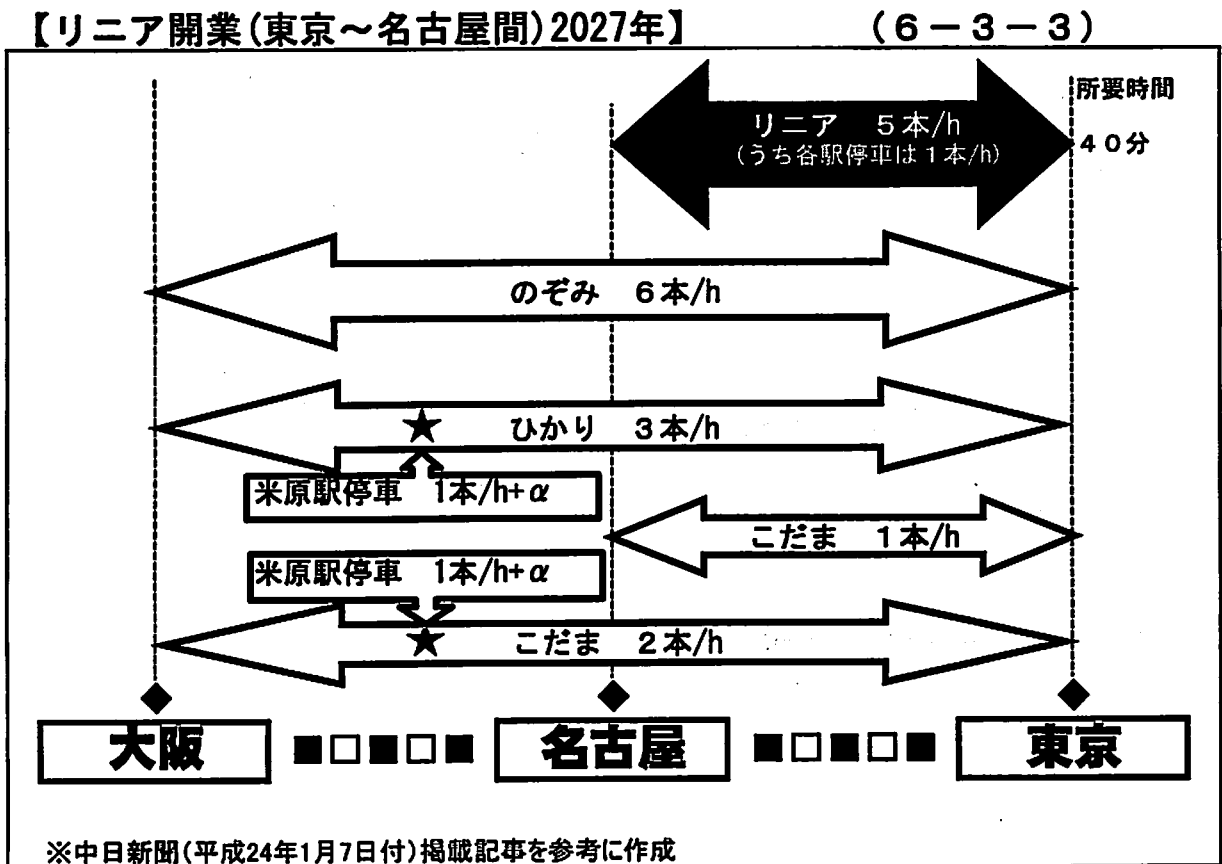 【リニア開業(東京～名古屋間)2027年】 (６－３－３)
所要時間
リニア ５本/h
(うち各駅停車は１本/h)
４０分
のぞみ ６本/h
ひかり ３本/h
米原駅停車 1本/h+α
こだま １本/h
米原駅停車 1本/h+α
こだま ２本/h
大阪 名古屋 東京
※中日新聞(平成24年1月7日付)掲載記事を参考に作成